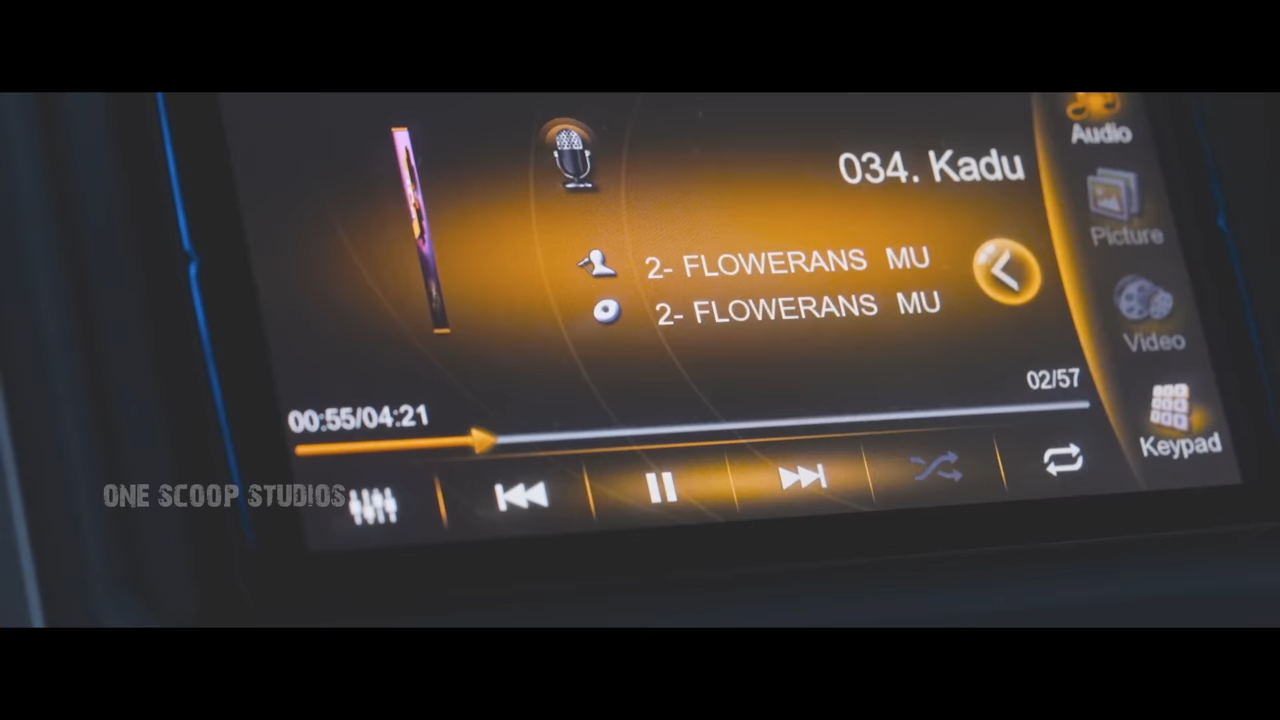 Audio
034. Kadu
Picture
2- FLOWERANS MU
2- FLOWERANS MU
Video
02/57
00:55/04:21
Keypad
ONE SCOOP STUDIOS